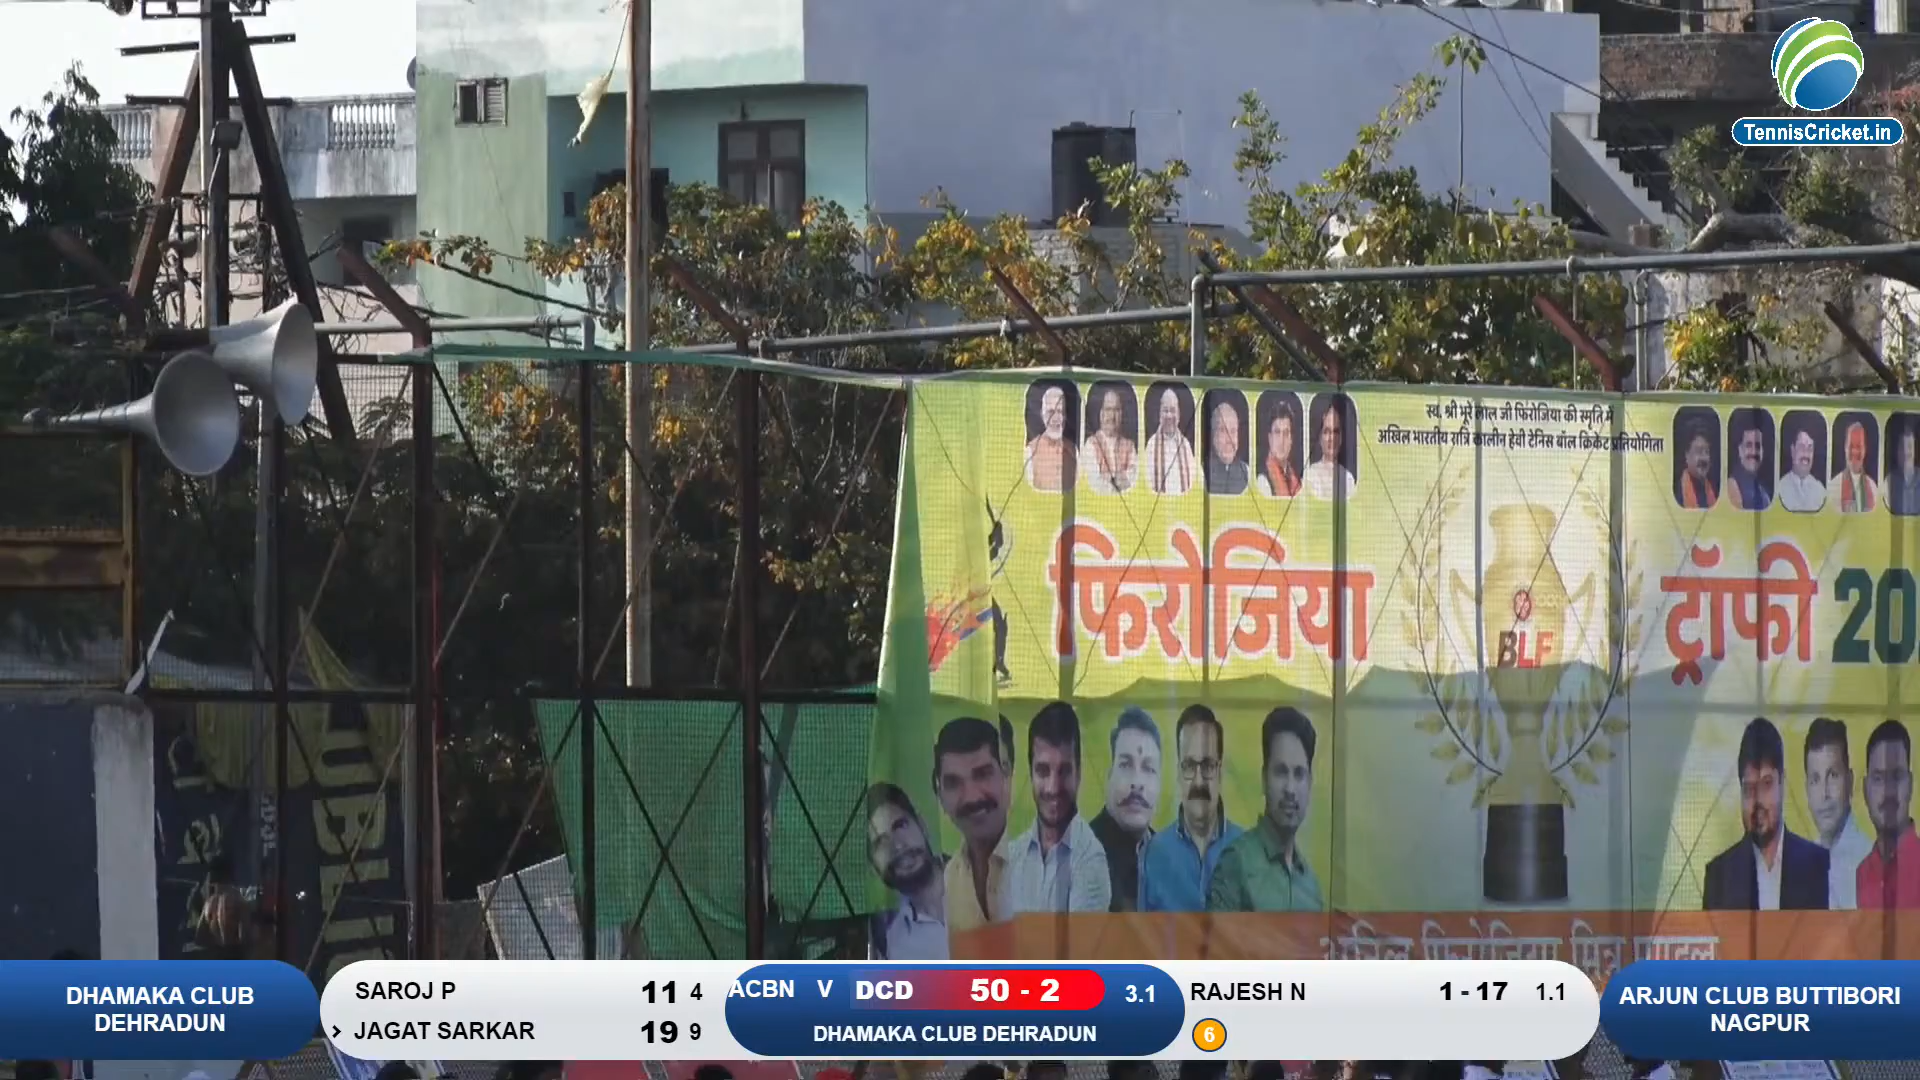 TennisCricket.in
स्व. श्री भूरे लाल जी फिरोजिया की स्मृति में
अखिल भारतीय रात्रि कालीन हेवी टेनिस बॉल क्रिकेट प्रतियोगिता
फिरोजिया
ट्रॉफी 20
BLF
DHAMAKA CLUB
DEHRADUN
SAROJ P 11 4
› JAGAT SARKAR 19 9
ACBN V DCD 50 - 2 3.1
DHAMAKA CLUB DEHRADUN
RAJESH N 1 - 17 1.1
6
ARJUN CLUB BUTTIBORI
NAGPUR